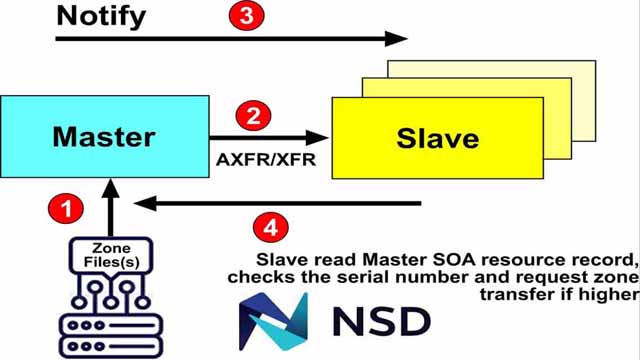 Notify
3
Master
2
AXFR/XFR
Slave
1
4
Zone
Files(s)
Slave read Master SOA resource record,
checks the serial number and request zone
transfer if higher
NSD